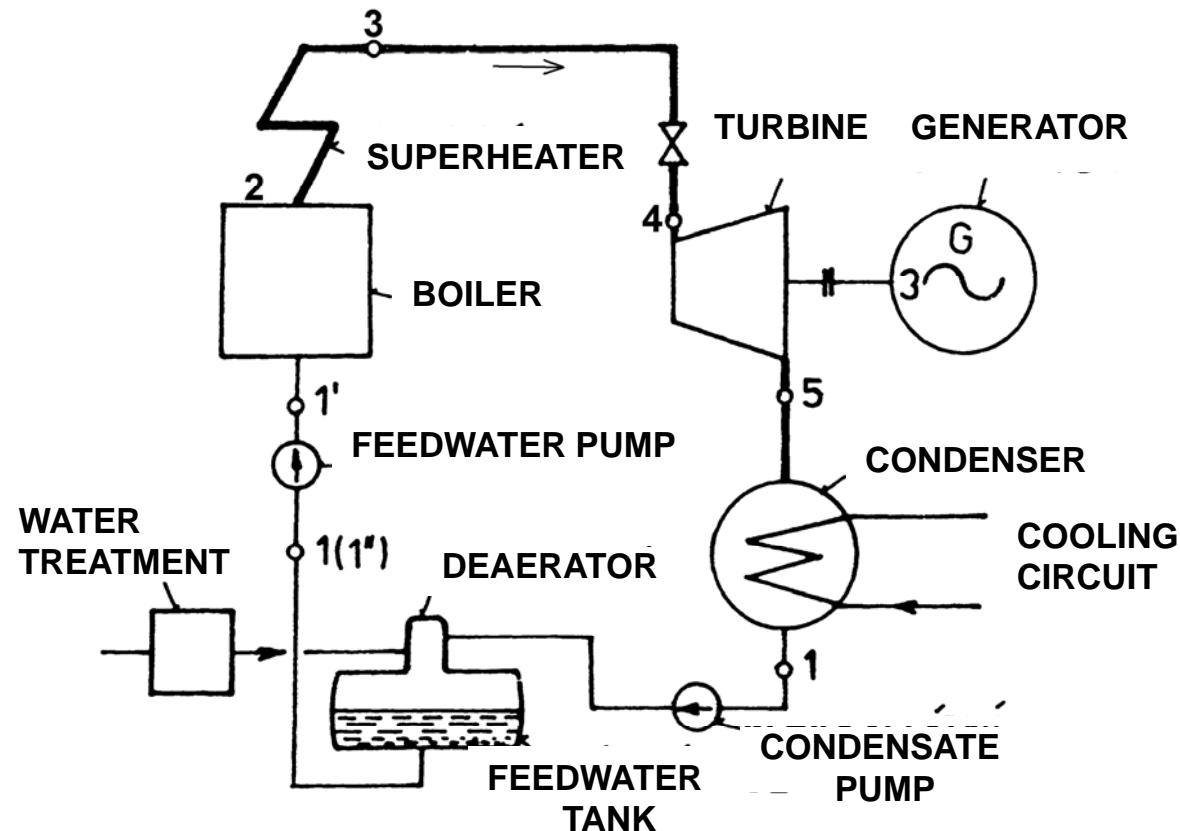 3
TURBINE GENERATOR
SUPERHEATER
2
4
G
3
BOILER
1'
5
FEEDWATER PUMP
CONDENSER
WATER
TREATMENT
1(1")
DEAERATOR
COOLING
CIRCUIT
1
CONDENSATE
PUMP
FEEDWATER
TANK